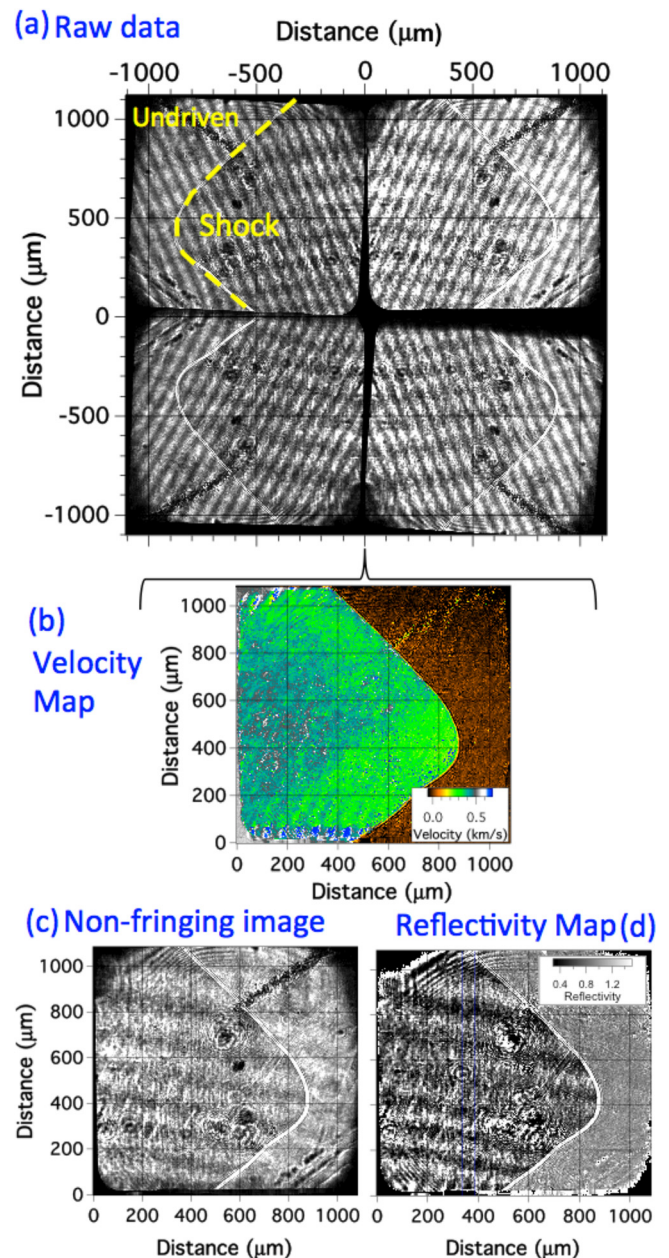 (a) Raw data
Distance (μm)
-1000 -500 0 500 1000
Undriven
Shock
Distance (μm)
1000
500
0
-500
-1000
(b)
Velocity
Map
Distance (μm)
1000
800
600
400
200
0
0.0 0.5
Velocity (km/s)
0 200 400 600 800 1000
Distance (μm)
(c) Non-fringing image
Distance (μm)
1000
800
600
400
200
0
0 200 400 600 800 1000
Distance (μm)
Reflectivity Map (d)
0.4 0.8 1.2
Reflectivity
0 200 400 600 800 1000
Distance (μm)